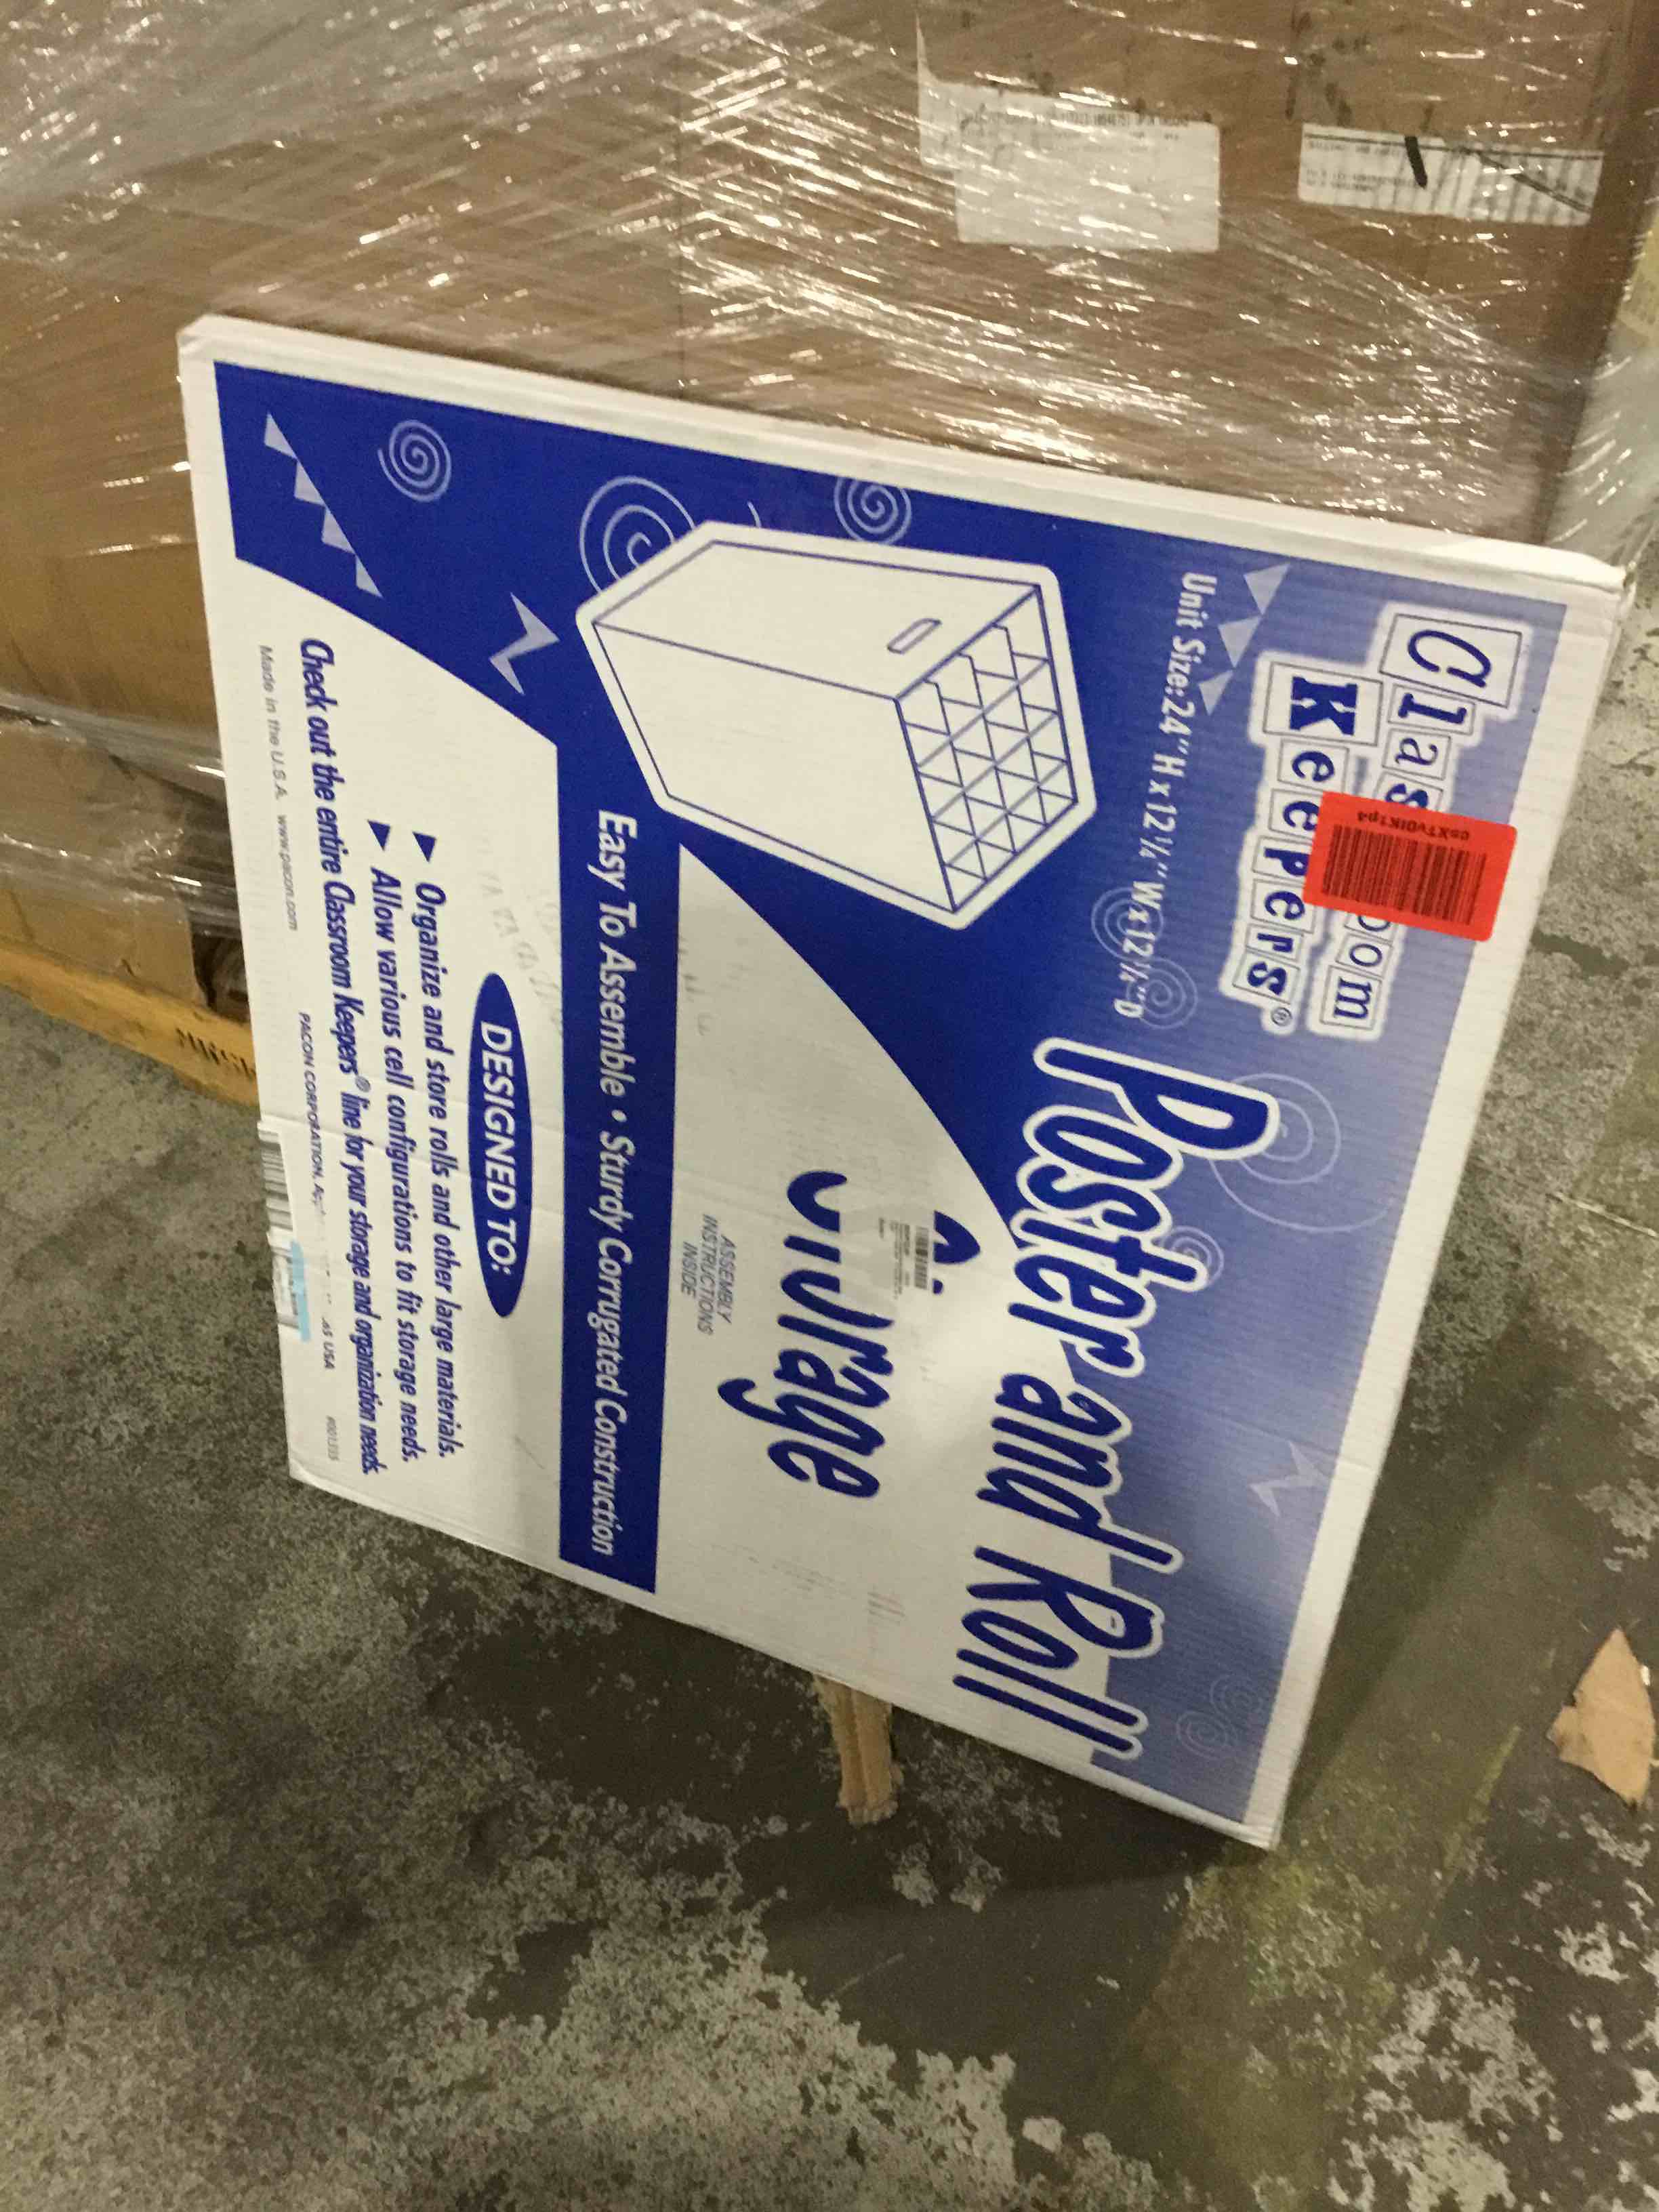 Classroom
Keepers®
Unit Size: 24"H x 12¼"W x 12¼"D
Poster and Roll
Storage
ASSEMBLY
INSTRUCTIONS
INSIDE
Easy To Assemble • Sturdy Corrugated Construction
DESIGNED TO:
Organize and store rolls and other large materials.
Allow various cell configurations to fit storage needs.
Check out the entire Classroom Keepers® line for your storage and organization needs.
Made in the U.S.A. www.pacon.com
PACON CORPORATION, USA
csXTvDIK1p4